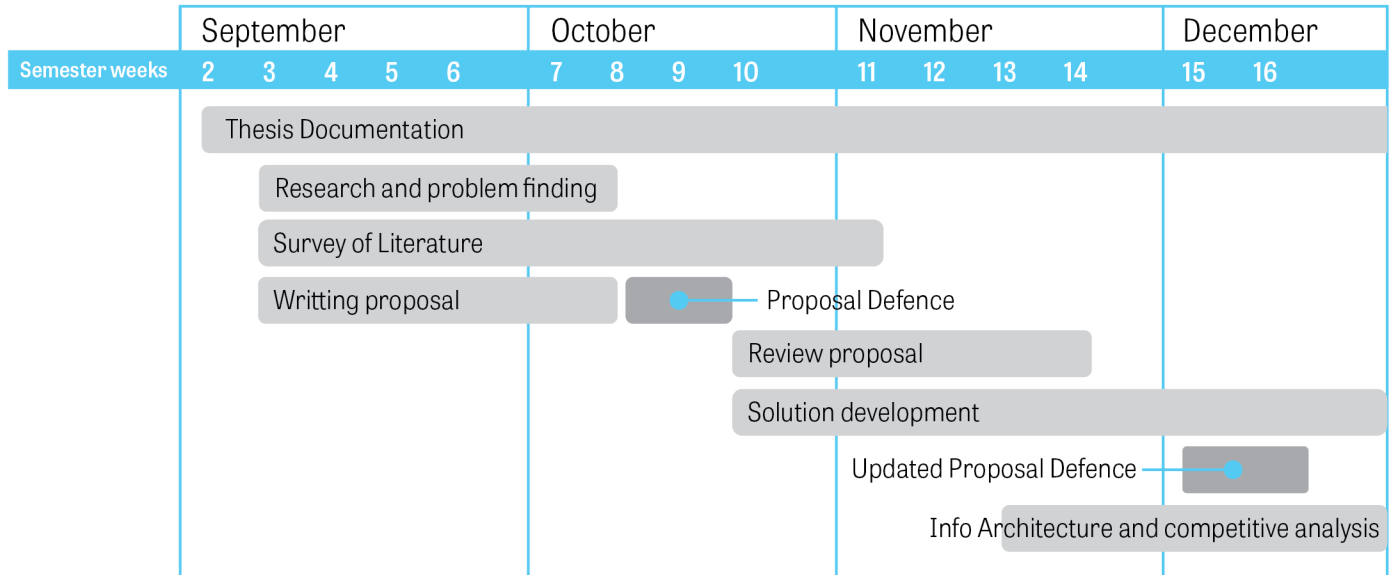 September October November December
Semester weeks 2 3 4 5 6 7 8 9 10 11 12 13 14 15 16
Thesis Documentation
Research and problem finding
Survey of Literature
Writting proposal Proposal Defence
Review proposal
Solution development
Updated Proposal Defence
Info Architecture and competitive analysis